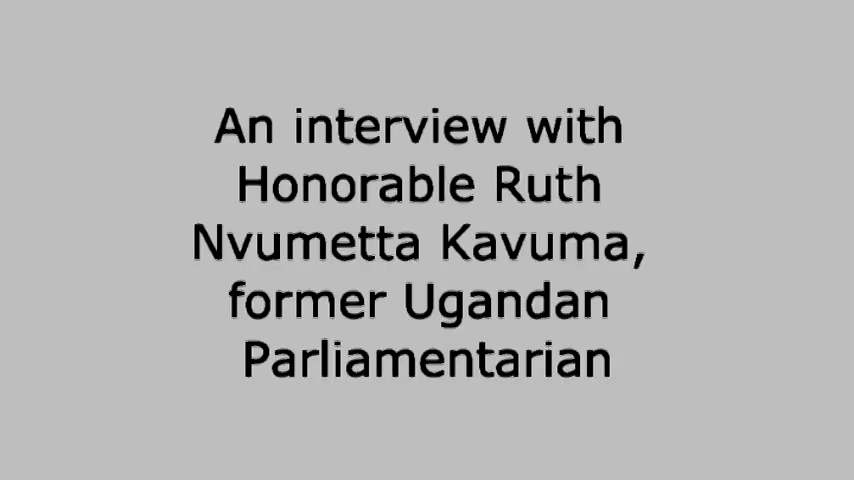 An interview with
Honorable Ruth
Nvumetta Kavuma,
former Ugandan
Parliamentarian